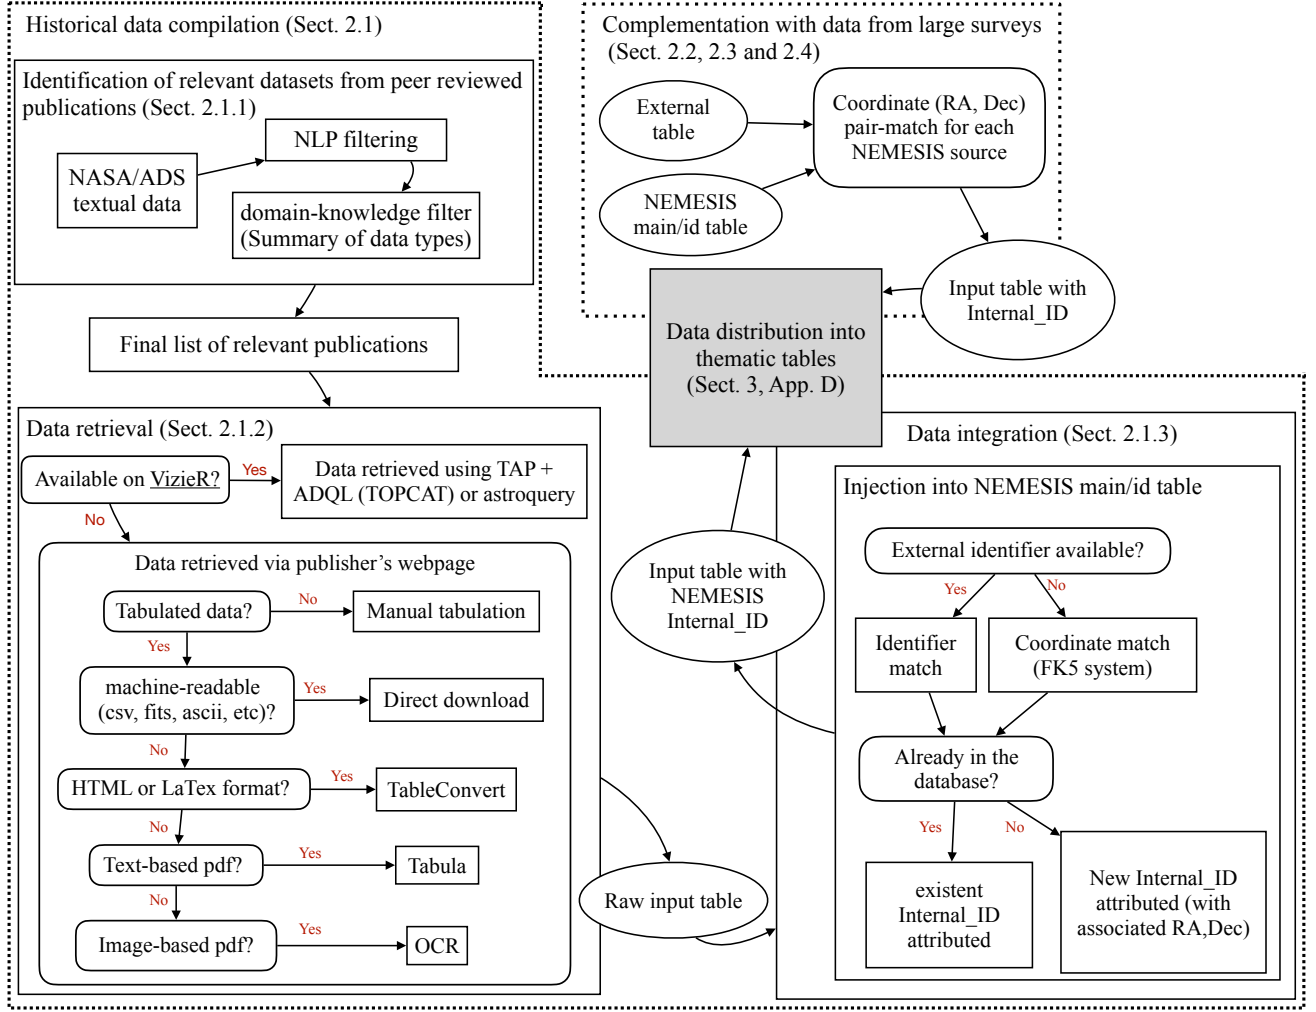 Historical data compilation (Sect. 2.1)
Identification of relevant datasets from peer reviewed
publications (Sect. 2.1.1)
NLP filtering
NASA/ADS
textual data
domain-knowledge filter
(Summary of data types)
Final list of relevant publications
Complementation with data from large surveys
(Sect. 2.2, 2.3 and 2.4)
External
table
Coordinate (RA, Dec)
pair-match for each
NEMESIS source
NEMESIS
main/id table
Input table with
Internal_ID
Data distribution into
thematic tables
(Sect. 3, App. D)
Data retrieval (Sect. 2.1.2)
Available on VizieR?
Yes
Data retrieved using TAP +
ADQL (TOPCAT) or astroquery
No
Data retrieved via publisher's webpage
Tabulated data?
No
Manual tabulation
Yes
machine-readable
(csv, fits, ascii, etc)?
Yes
Direct download
No
HTML or LaTex format?
Yes
TableConvert
No
Text-based pdf?
Yes
Tabula
No
Image-based pdf?
Yes
OCR
Raw input table
Input table with
NEMESIS
Internal_ID
Data integration (Sect. 2.1.3)
Injection into NEMESIS main/id table
External identifier available?
Yes
No
Identifier
match
Coordinate match
(FK5 system)
Already in the
database?
Yes
No
existent
Internal_ID
attributed
New Internal_ID
attributed (with
associated RA,Dec)